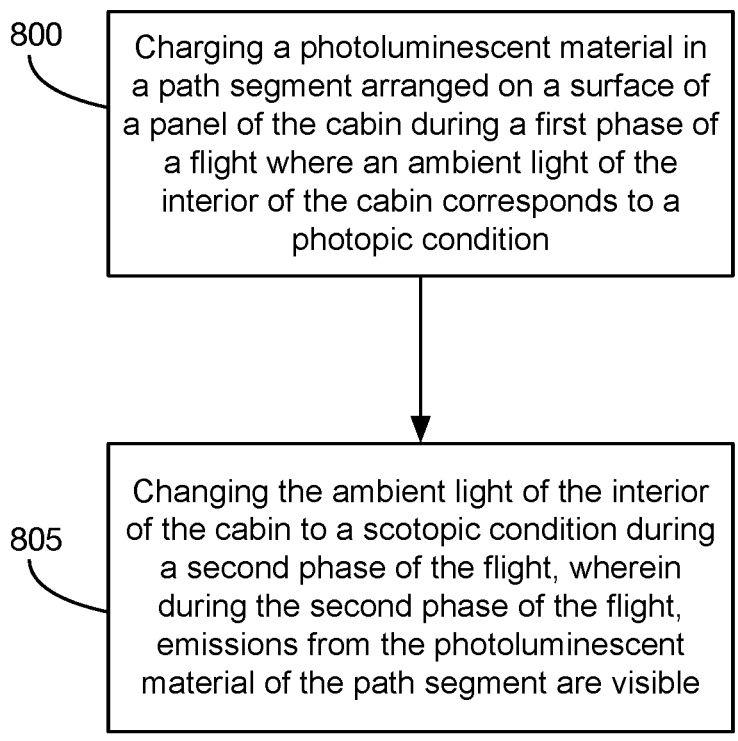 800
Charging a photoluminescent material in
a path segment arranged on a surface of
a panel of the cabin during a first phase of
a flight where an ambient light of the
interior of the cabin corresponds to a
photopic condition
805
Changing the ambient light of the interior
of the cabin to a scotopic condition during
a second phase of the flight, wherein
during the second phase of the flight,
emissions from the photoluminescent
material of the path segment are visible